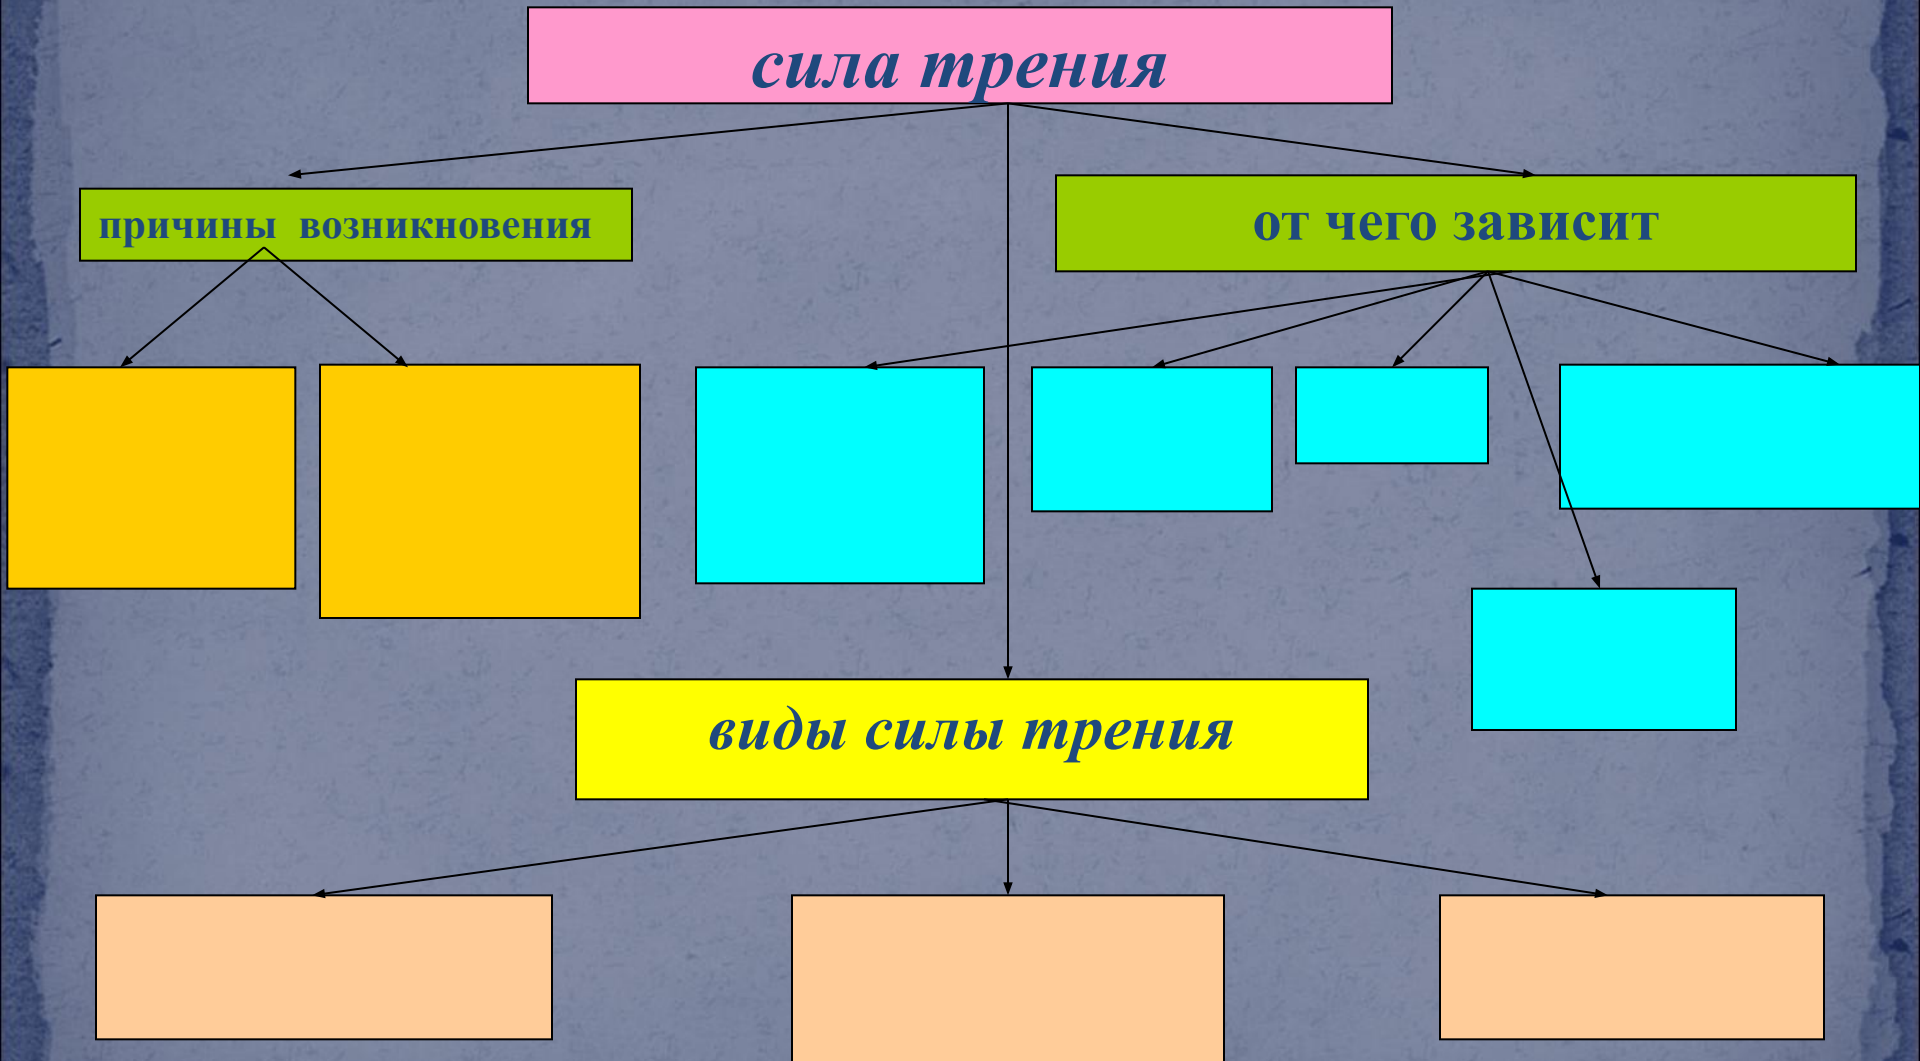 сила трения
причины возникновения
от чего зависит
виды силы трения